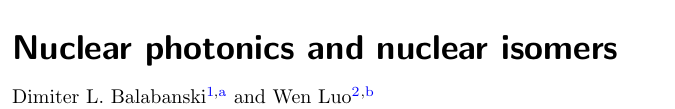 Nuclear photonics and nuclear isomers
Dimiter L. Balabanski1,a and Wen Luo2,b